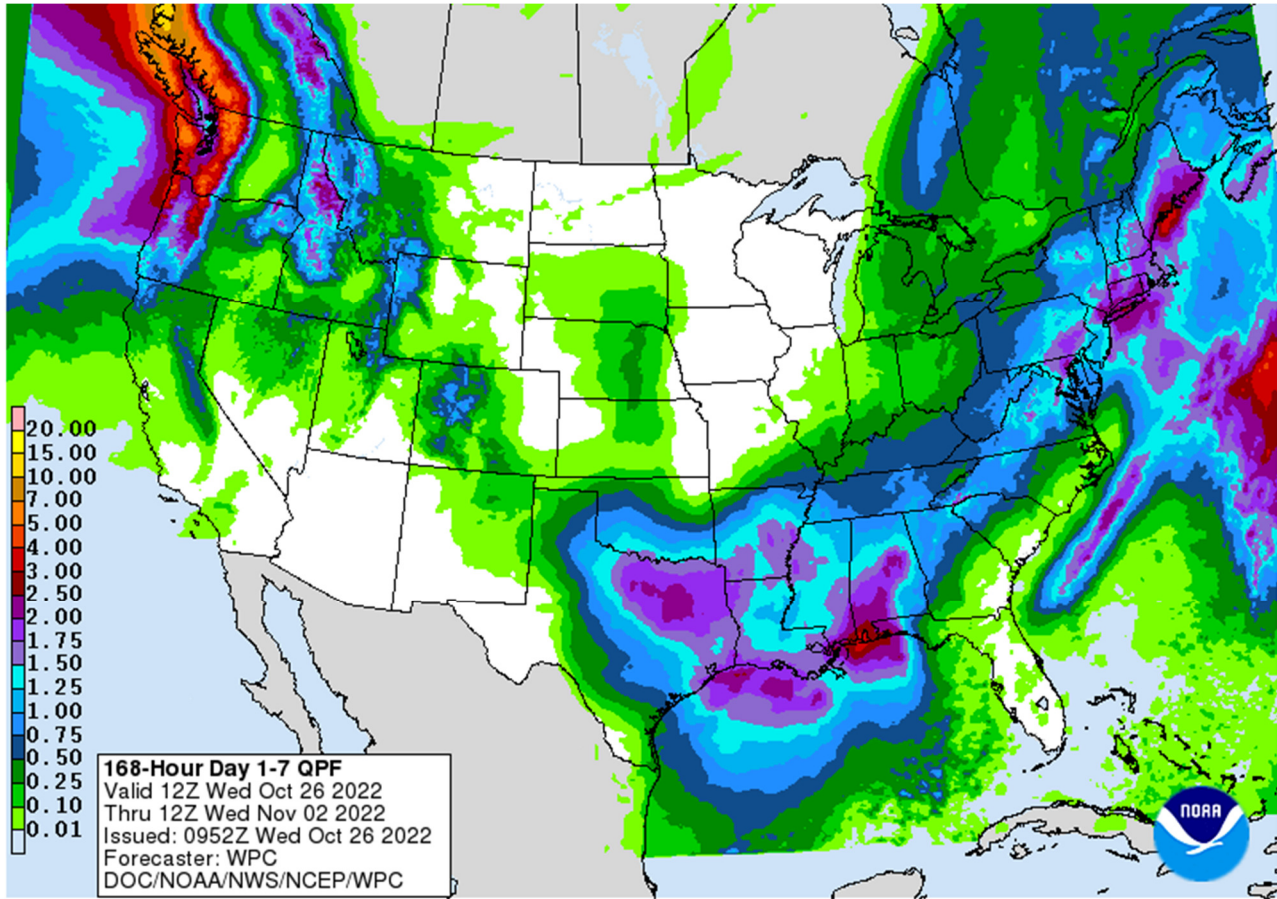 20.00
15.00
10.00
7.00
5.00
4.00
3.00
2.50
2.00
1.75
1.50
1.25
1.00
0.75
0.50
0.25
0.10
0.01
168-Hour Day 1-7 QPF
Valid 12Z Wed Oct 26 2022
Thru 12Z Wed Nov 02 2022
Issued: 0952Z Wed Oct 26 2022
Forecaster: WPC
DOC/NOAA/NWS/NCEP/WPC
NOAA